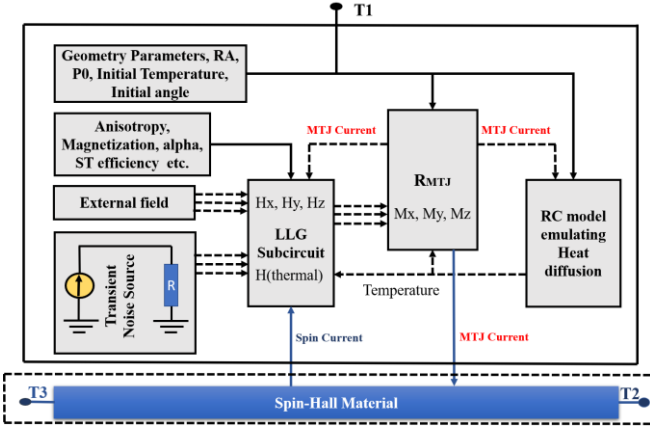 T1
Geometry Parameters, RA,
P0, Initial Temperature,
Initial angle
Anisotropy,
Magnetization, alpha,
ST efficiency etc.
MTJ Current
MTJ Current
External field
Hx, Hy, Hz
LLG
Subcircuit
H(thermal)
RMTJ
Mx, My, Mz
RC model
emulating
Heat
diffusion
Transient
Noise Source
R
Temperature
Spin Current
MTJ Current
T3
T2
Spin-Hall Material